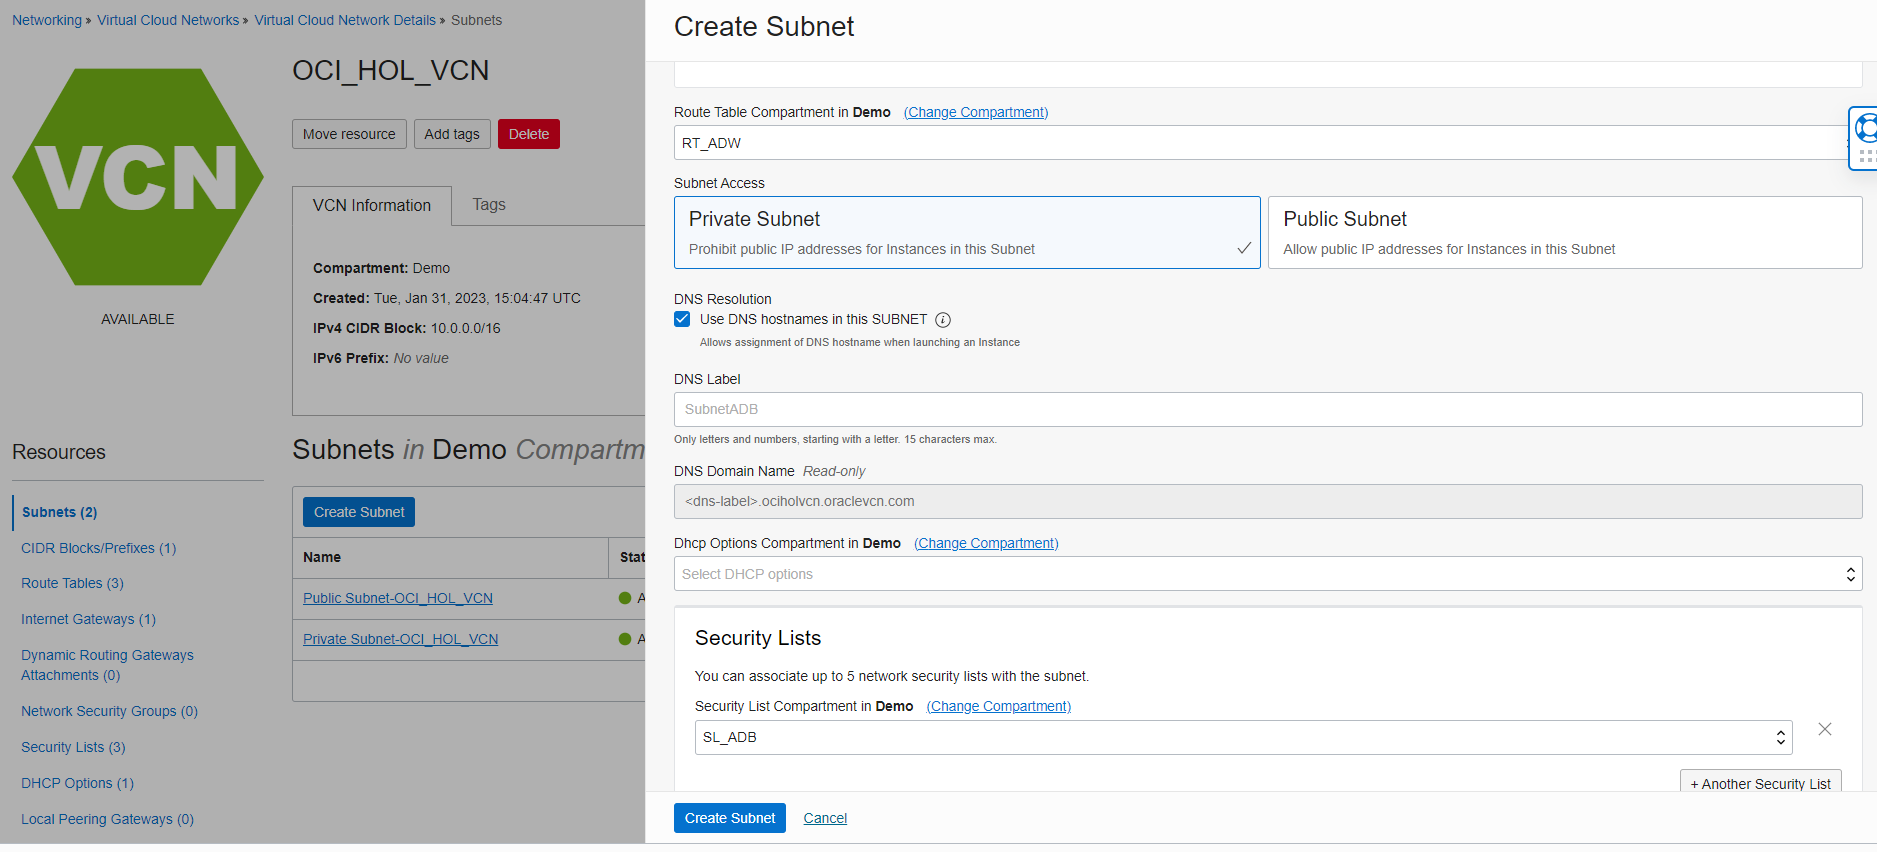 Networking » Virtual Cloud Networks » Virtual Cloud Network Details » Subnets
VCN
AVAILABLE
OCI_HOL_VCN
Move resource
Add tags
Delete
VCN Information
Tags
Compartment: Demo
Created: Tue, Jan 31, 2023, 15:04:47 UTC
IPv4 CIDR Block: 10.0.0.0/16
IPv6 Prefix: No value
Resources
Subnets (2)
CIDR Blocks/Prefixes (1)
Route Tables (3)
Internet Gateways (1)
Dynamic Routing Gateways
Attachments (0)
Network Security Groups (0)
Security Lists (3)
DHCP Options (1)
Local Peering Gateways (0)
Subnets in Demo Compartm
Create Subnet
Name
Stat
Public Subnet-OCI_HOL_VCN
A
Private Subnet-OCI_HOL_VCN
A
Create Subnet
Route Table Compartment in Demo (Change Compartment)
RT_ADW
Subnet Access
Private Subnet
Prohibit public IP addresses for Instances in this Subnet
Public Subnet
Allow public IP addresses for Instances in this Subnet
DNS Resolution
Use DNS hostnames in this SUBNET
Allows assignment of DNS hostname when launching an Instance
DNS Label
SubnetADB
Only letters and numbers, starting with a letter. 15 characters max.
DNS Domain Name Read-only
<dns-label>.ociholvcn.oraclevcn.com
Dhcp Options Compartment in Demo (Change Compartment)
Select DHCP options
Security Lists
You can associate up to 5 network security lists with the subnet.
Security List Compartment in Demo (Change Compartment)
SL_ADB
+ Another Security List
Create Subnet
Cancel